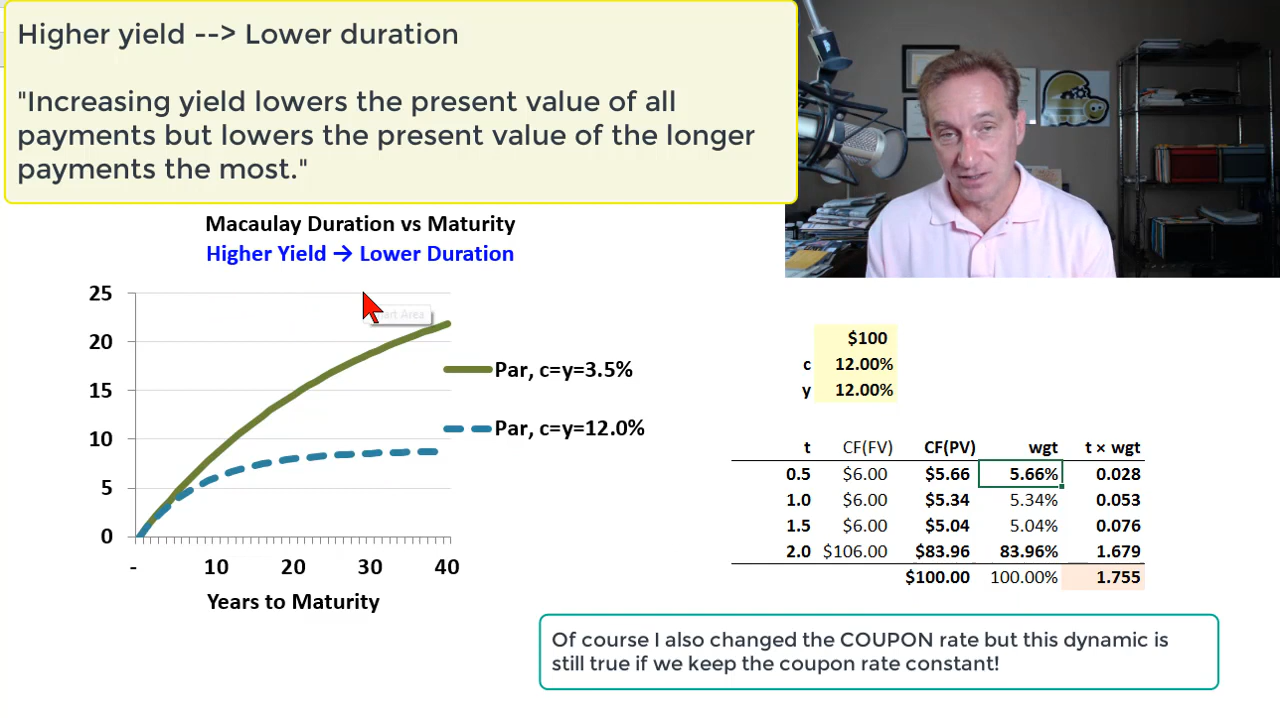 Higher yield --> Lower duration
"Increasing yield lowers the present value of all
payments but lowers the present value of the longer
payments the most."
Macaulay Duration vs Maturity
Higher Yield → Lower Duration
25
20
15
10
5
0
- 10 20 30 40
Years to Maturity
Par, c=y=3.5%
Par, c=y=12.0%
$100
c 12.00%
y 12.00%
t CF(FV) CF(PV) wgt t × wgt
0.5 $6.00 $5.66 5.66% 0.028
1.0 $6.00 $5.34 5.34% 0.053
1.5 $6.00 $5.04 5.04% 0.076
2.0 $106.00 $83.96 83.96% 1.679
$100.00 100.00% 1.755
Of course I also changed the COUPON rate but this dynamic is
still true if we keep the coupon rate constant!